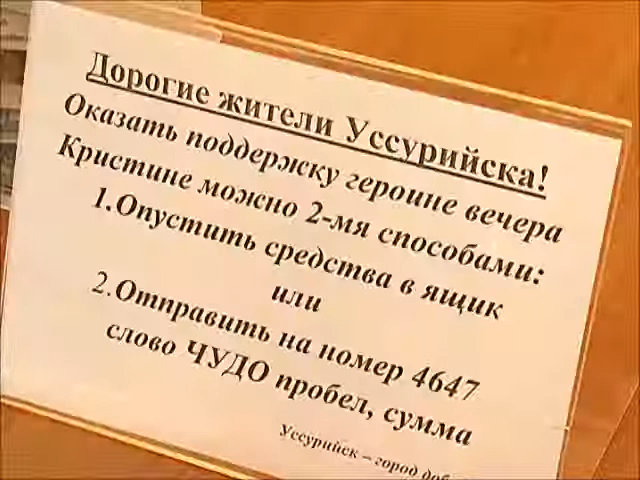 Дорогие жители Уссурийска!
Оказать поддержку героине вечера
Кристине можно 2-мя способами:
1.Опустить средства в ящик
или
2.Отправить на номер 4647
слово ЧУДО пробел, сумма
Уссурийск – город